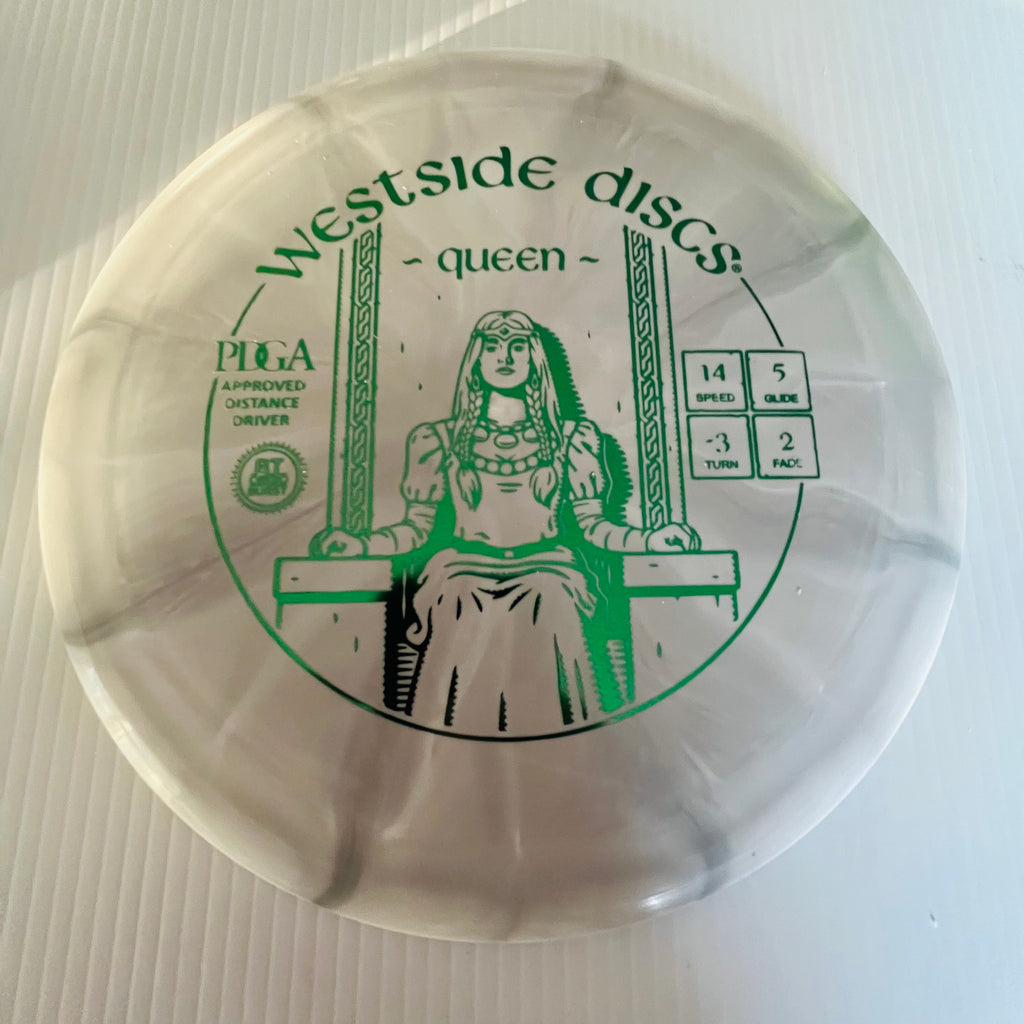 Westside Discs®
~ Queen ~
PDGA
APPROVED
DISTANCE
DRIVER
14
SPEED
5
GLIDE
-3
TURN
2
FADE